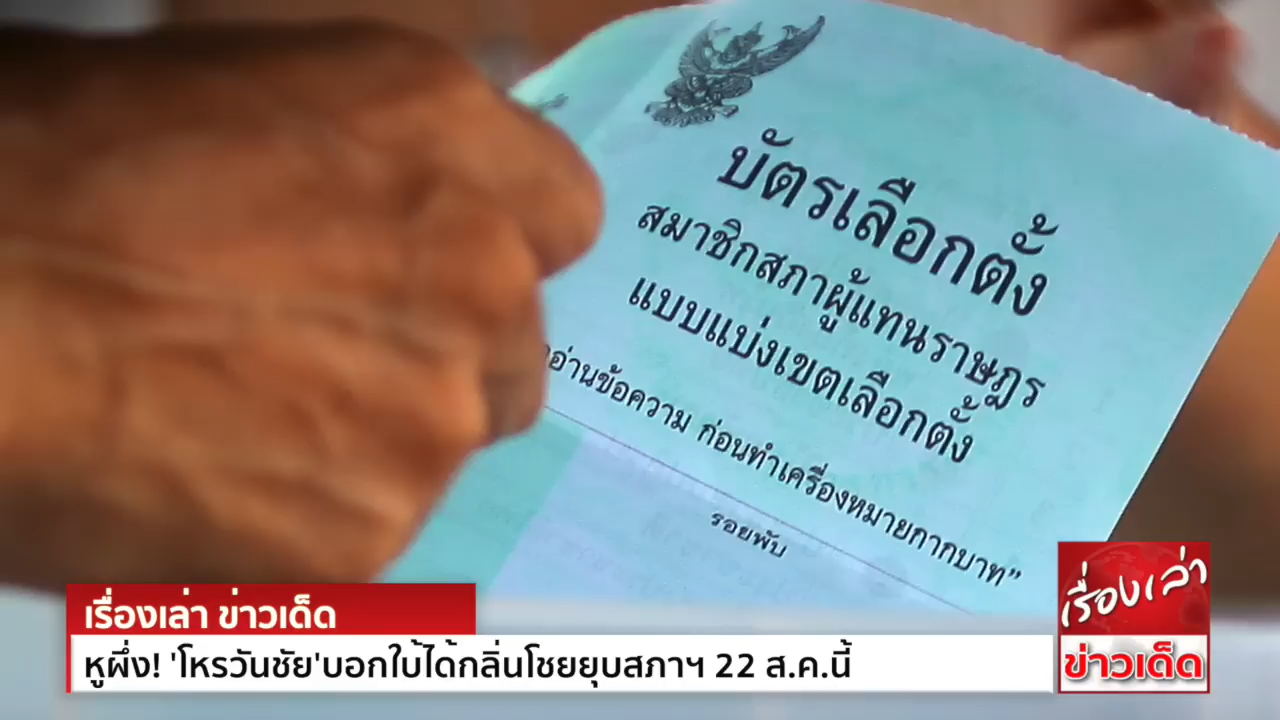 บัตรเลือกตั้ง
สมาชิกสภาผู้แทนราษฎร
แบบแบ่งเขตเลือกตั้ง
อ่านข้อความ ก่อนทำเครื่องหมายกากบาท”
รอยพับ
เรื่องเล่า ข่าวเด็ด
หูผึ่ง! 'โหรวันชัย'บอกใบ้ได้กลิ่นโชยยุบสภาฯ 22 ส.ค.นี้
เรื่องเล่า
ข่าวเด็ด